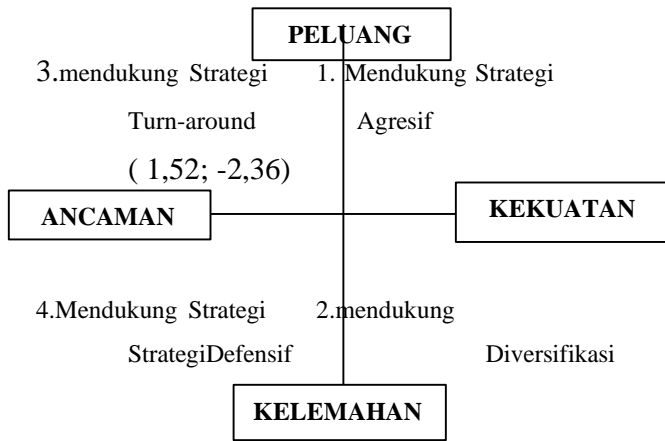 PELUANG
3.mendukung Strategi
Turn-around
( 1,52; -2,36)
1. Mendukung Strategi
Agresif
ANCAMAN
KEKUATAN
4.Mendukung Strategi
StrategiDefensif
2.mendukung
Diversifikasi
KELEMAHAN